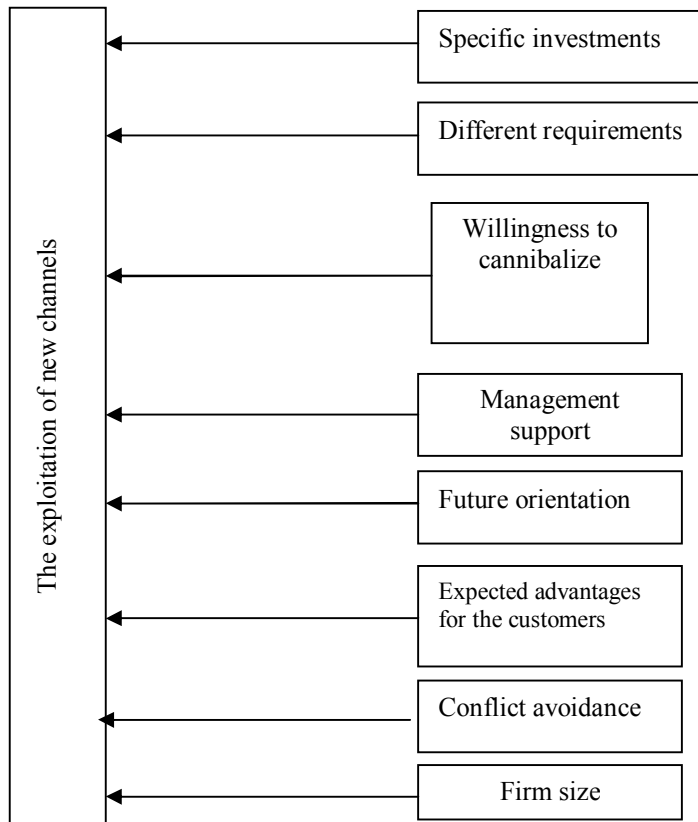 The exploitation of new channels
Specific investments
Different requirements
Willingness to
cannibalize
Management
support
Future orientation
Expected advantages
for the customers
Conflict avoidance
Firm size